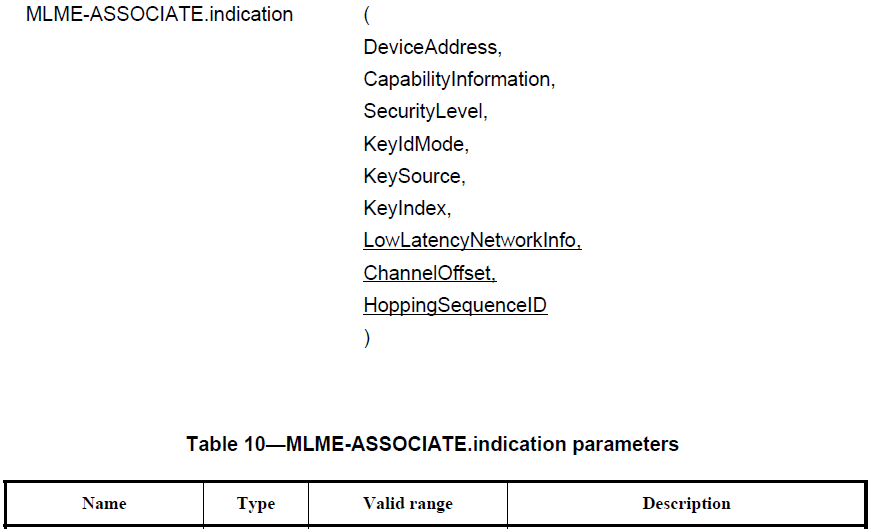 MLME-ASSOCIATE.indication (
DeviceAddress,
CapabilityInformation,
SecurityLevel,
KeyIdMode,
KeySource,
KeyIndex,
LowLatencyNetworkInfo,
ChannelOffset,
HoppingSequenceID
)
Table 10—MLME-ASSOCIATE.indication parameters
Name Type Valid range Description